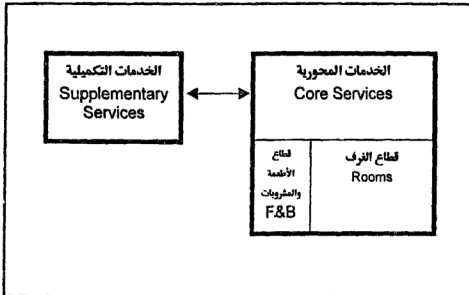 الخدمات التكميلية
Supplementary
Services
الخدمات المحورية
Core Services
قطاع
الأطعمة
والمشروبات
F&B
قطاع الغرف
Rooms